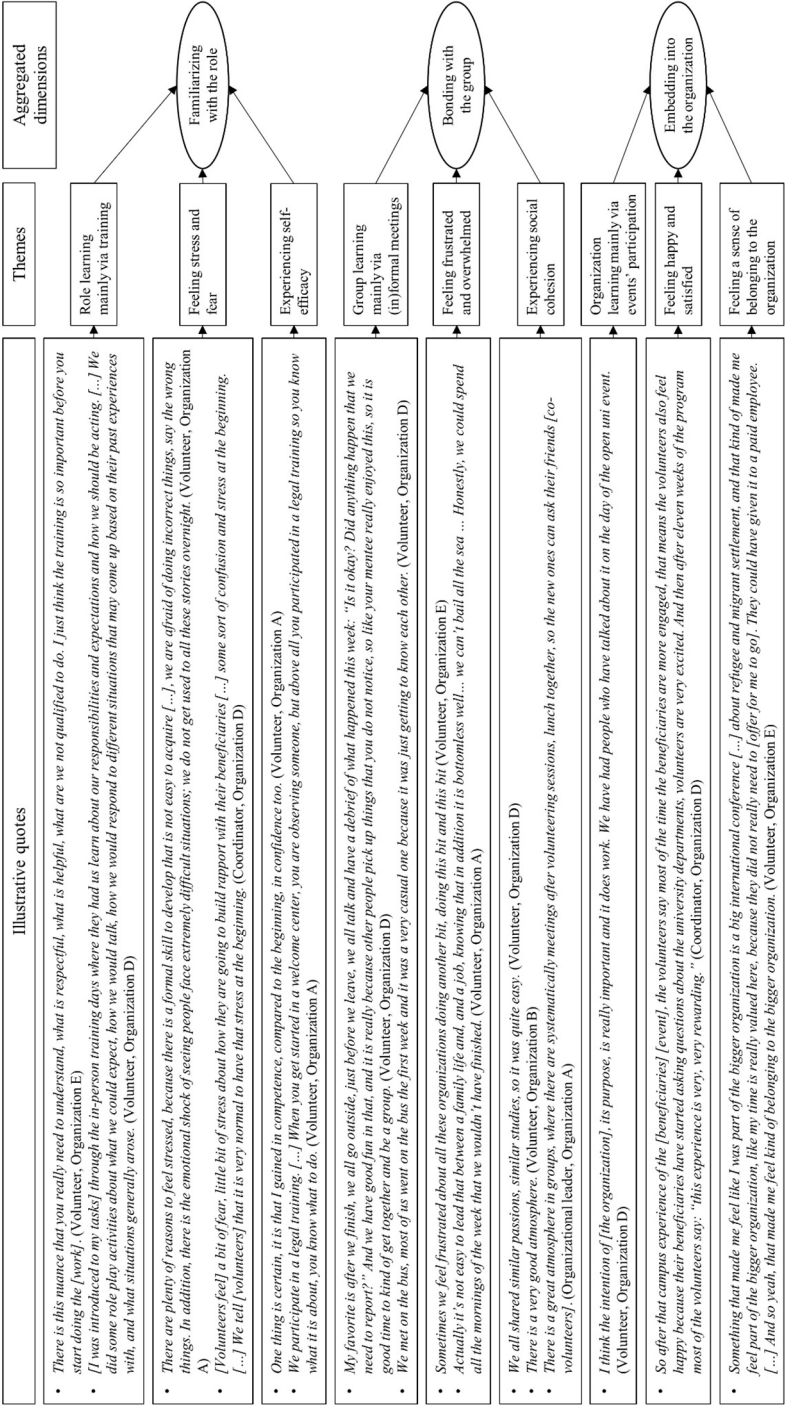 Illustrative quotes
Themes
Aggregated
dimensions
• There is this nuance that you really need to understand, what is respectful, what is helpful, what are we not qualified to do. I just think the training is so important before you
start doing the [work]. (Volunteer, Organization E)
• [I was introduced to my tasks] through the in-person training days where they had us learn about our responsibilities and expectations and how we should be acting. [...] We
did some role play activities about what we could expect, how we would talk, how we would respond to different situations that may come up based on their past experiences
with, and what situations generally arose. (Volunteer, Organization D)
Role learning
mainly via training
• There are plenty of reasons to feel stressed, because there is a formal skill to develop that is not easy to acquire [...], we are afraid of doing incorrect things, say the wrong
things. In addition, there is the emotional shock of seeing people face extremely difficult situations; we do not get used to all these stories overnight. (Volunteer, Organization
A)
• [Volunteers feel] a bit of fear, little bit of stress about how they are going to build rapport with their beneficiaries [...] some sort of confusion and stress at the beginning.
[...] We tell [volunteers] that it is very normal to have that stress at the beginning. (Coordinator, Organization D)
Feeling stress and
fear
• One thing is certain, it is that I gained in competence, compared to the beginning, in confidence too. (Volunteer, Organization A)
• We participate in a legal training. [...] When you get started in a welcome center, you are observing someone, but above all you participated in a legal training so you know
what it is about, you know what to do. (Volunteer, Organization A)
Experiencing self-
efficacy
Familiarizing
with the role
• My favorite is after we finish, we all go outside, just before we leave, we all talk and have a debrief of what happened this week: “Is it okay? Did anything happen that we
need to report?” And we have good fun in that, and it is really because other people pick up things that you do not notice, so like your mentee really enjoyed this, so it is
good time to kind of get together and be a group. (Volunteer, Organization D)
• We met on the bus, most of us went on the bus the first week and it was a very casual one because it was just getting to know each other. (Volunteer, Organization D)
Group learning
mainly via
(in)formal meetings
• Sometimes we feel frustrated about all these organizations doing another bit, doing this bit and this bit (Volunteer, Organization E)
• Actually it’s not easy to lead that between a family life and, and a job, knowing that in addition it is bottomless well... we can’t bail all the sea ... Honestly, we could spend
all the mornings of the week that we wouldn’t have finished. (Volunteer, Organization A)
Feeling frustrated
and overwhelmed
• We all shared similar passions, similar studies, so it was quite easy. (Volunteer, Organization D)
• There is a very good atmosphere. (Volunteer, Organization B)
• There is a great atmosphere in groups, where there are systematically meetings after volunteering sessions, lunch together, so the new ones can ask their friends [co-
volunteers]. (Organizational leader, Organization A)
Experiencing social
cohesion
Bonding with
the group
• I think the intention of [the organization], its purpose, is really important and it does work. We have had people who have talked about it on the day of the open uni event.
(Volunteer, Organization D)
Organization
learning mainly via
events’ participation
• So after that campus experience of the [beneficiaries] [event], the volunteers say most of the time the beneficiaries are more engaged, that means the volunteers also feel
happy because their beneficiaries have started asking questions about the university departments, volunteers are very excited. And then after eleven weeks of the program
most of the volunteers say: “this experience is very, very rewarding.” (Coordinator, Organization D)
Feeling happy and
satisfied
• Something that made me feel like I was part of the bigger organization is a big international conference [...] about refugee and migrant settlement, and that kind of made me
feel part of the bigger organization, like my time is really valued here, because they did not really need to [offer for me to go]. They could have given it to a paid employee.
[...] And so yeah, that made me feel kind of belonging to the bigger organization. (Volunteer, Organization E)
Feeling a sense of
belonging to the
organization
Embedding into
the organization